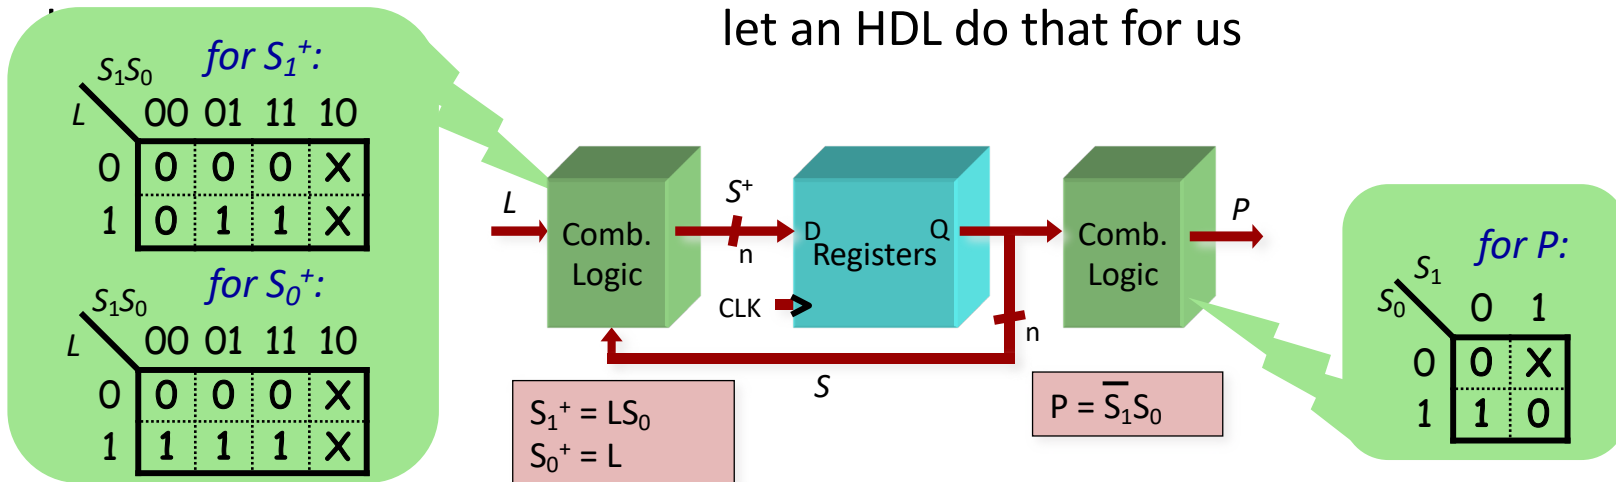 let an HDL do that for us
for S₁⁺:
S₁S₀
L 00 01 11 10
0 0 0 0 X
1 0 1 1 X
for S₀⁺:
S₁S₀
L 00 01 11 10
0 0 0 0 X
1 1 1 1 X
L
Comb.
Logic
S⁺
n
D Q
Registers
CLK
n
S
Comb.
Logic
P
S₁⁺ = LS₀
S₀⁺ = L
P = S̅₁S₀
for P:
S₁
S₀ 0 1
0 0 X
1 1 0